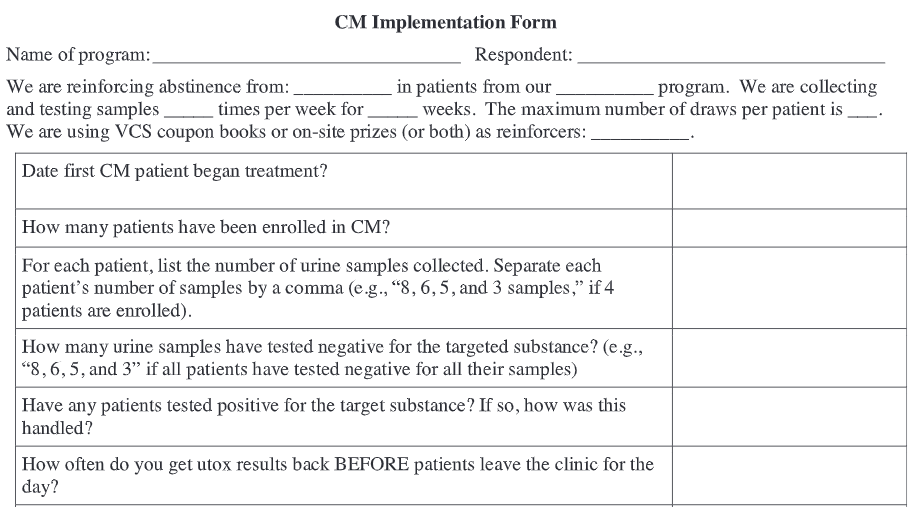 CM Implementation Form
Name of program:_______________________________ Respondent: _______________________________
We are reinforcing abstinence from: __________ in patients from our __________ program. We are collecting
and testing samples _____ times per week for _____ weeks. The maximum number of draws per patient is ___.
We are using VCS coupon books or on-site prizes (or both) as reinforcers: __________.
Date first CM patient began treatment?
How many patients have been enrolled in CM?
For each patient, list the number of urine samples collected. Separate each
patient’s number of samples by a comma (e.g., “8, 6, 5, and 3 samples,” if 4
patients are enrolled).
How many urine samples have tested negative for the targeted substance? (e.g.,
“8, 6, 5, and 3” if all patients have tested negative for all their samples)
Have any patients tested positive for the target substance? If so, how was this
handled?
How often do you get utox results back BEFORE patients leave the clinic for the
day?